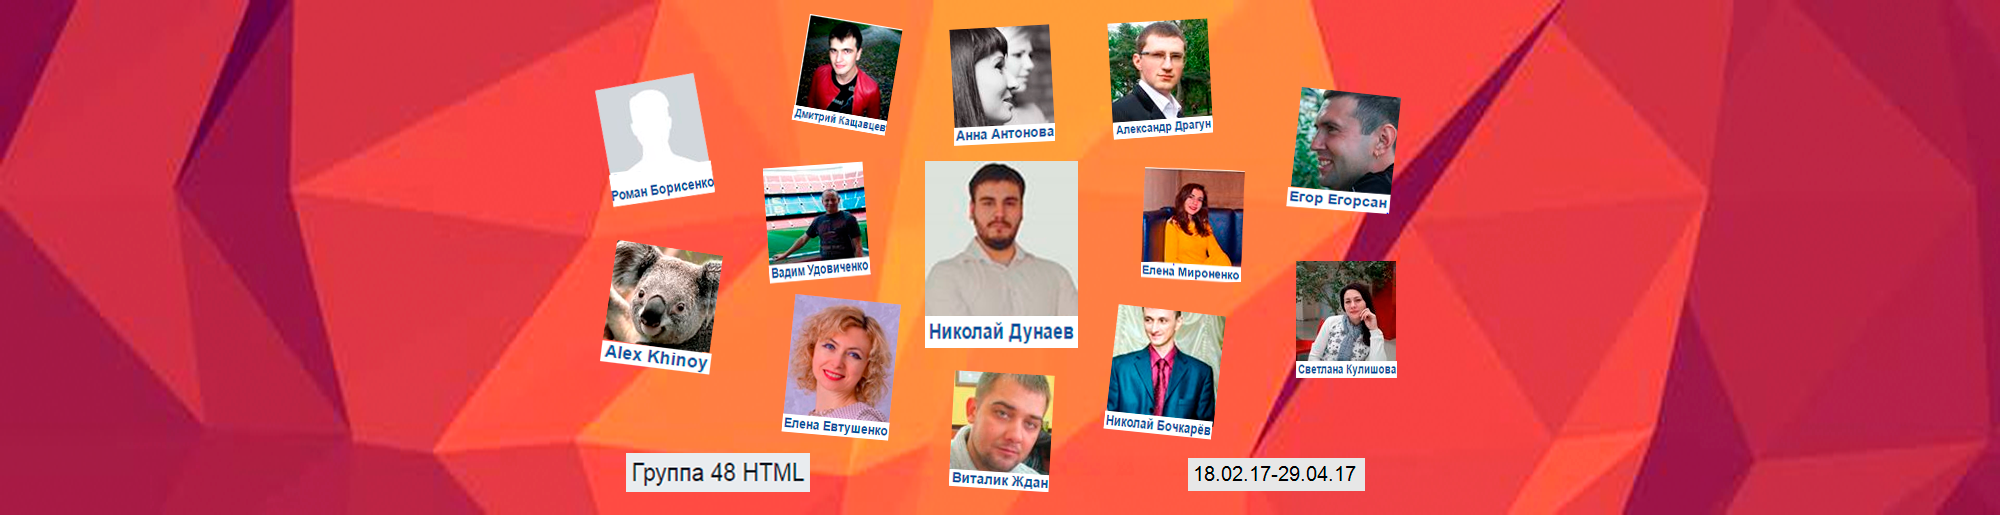 Дмитрий Кащавцев
Анна Антонова
Александр Драгун
Роман Борисенко
Егор Егорсан
Вадим Удовиченко
Елена Мироненко
Николай Дунаев
Alex Khinoy
Светлана Кулишова
Елена Евтушенко
Николай Бочкарёв
Виталик Ждан
Группа 48 HTML
18.02.17-29.04.17